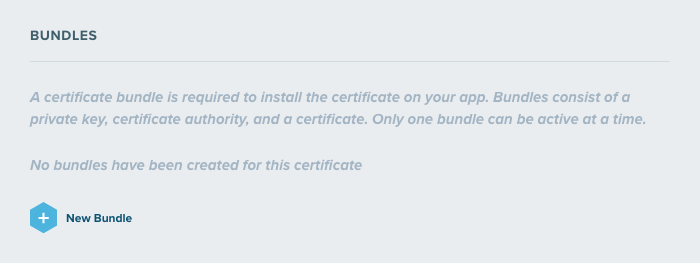 BUNDLES
A certificate bundle is required to install the certificate on your app. Bundles consist of a
private key, certificate authority, and a certificate. Only one bundle can be active at a time.
No bundles have been created for this certificate
New Bundle